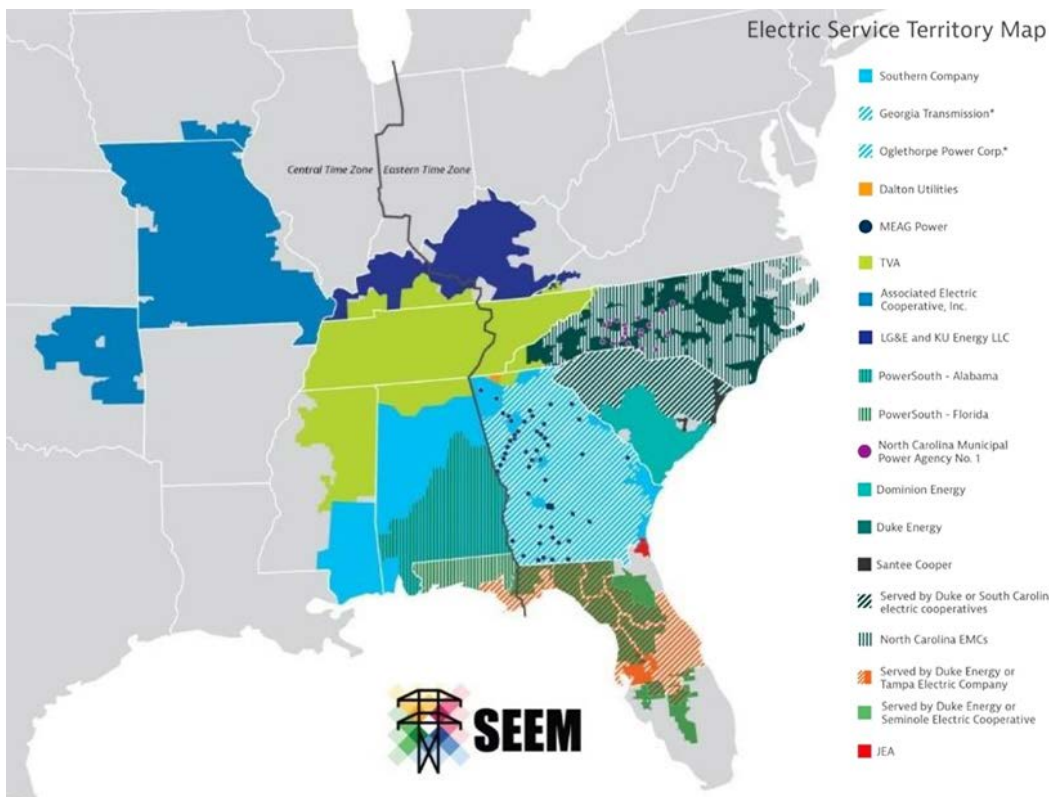 Electric Service Territory Map
Southern Company
Georgia Transmission*
Oglethorpe Power Corp.*
Dalton Utilities
MEAG Power
TVA
Associated Electric
Cooperative, Inc.
LG&E and KU Energy LLC
PowerSouth - Alabama
PowerSouth - Florida
North Carolina Municipal
Power Agency No. 1
Dominion Energy
Duke Energy
Santee Cooper
Served by Duke or South Carolin
electric cooperatives
North Carolina EMCs
Served by Duke Energy or
Tampa Electric Company
Served by Duke Energy or
Seminole Electric Cooperative
JEA
Central Time Zone
Eastern Time Zone
SEEM